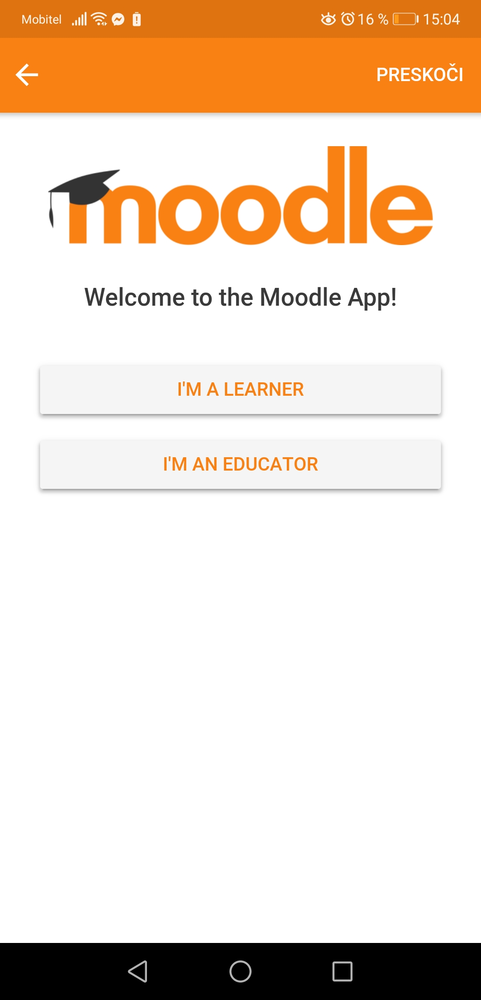 Mobitel 16 % 15:04
PRESKOČI
moodle
Welcome to the Moodle App!
I'M A LEARNER
I'M AN EDUCATOR